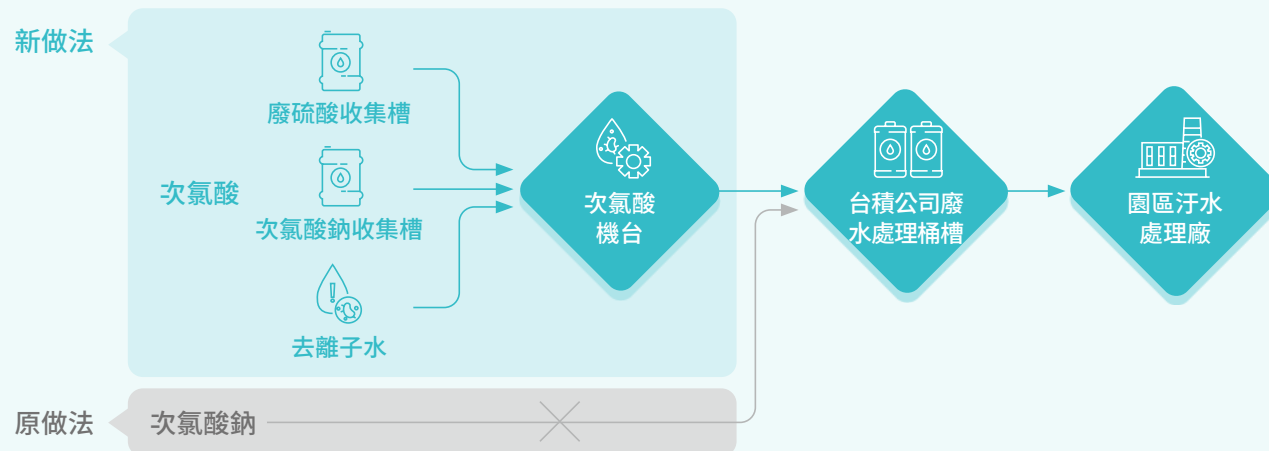 新做法
廢硫酸收集槽
次氯酸
次氯酸鈉收集槽
去離子水
次氯酸
機台
台積公司廢
水處理桶槽
園區汙水
處理廠
原做法
次氯酸鈉